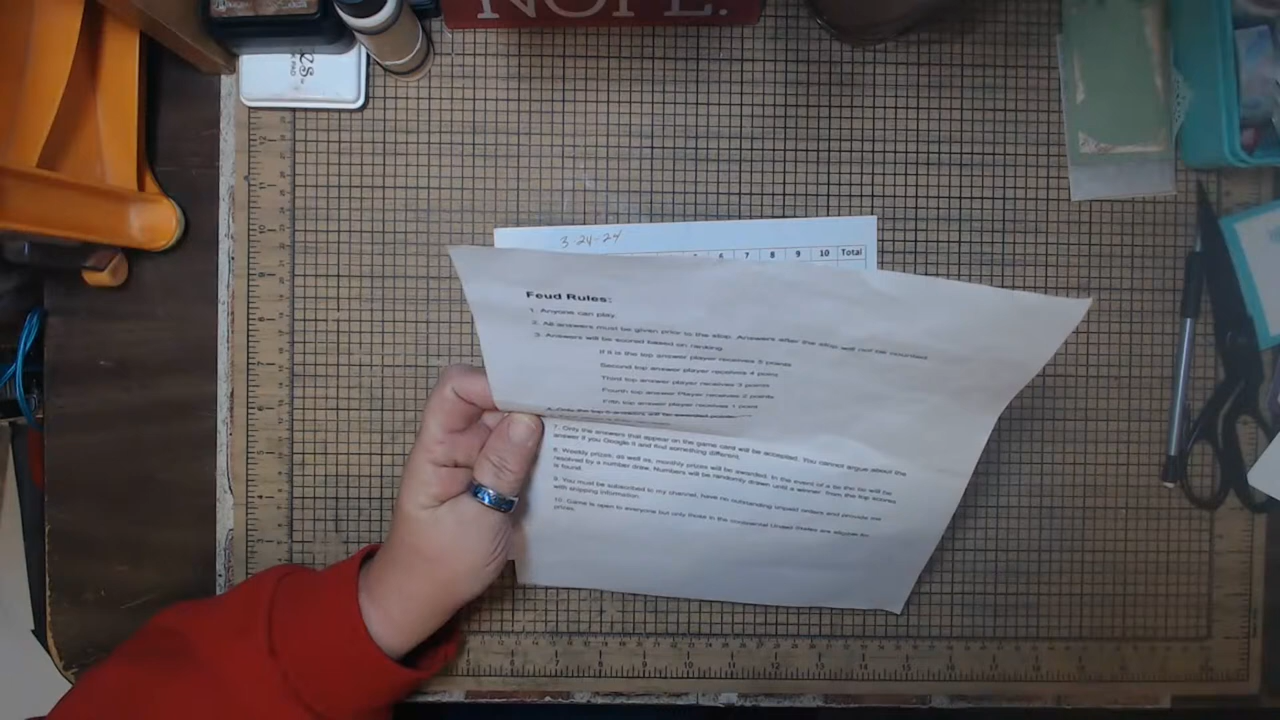 NOPE.
3-24-24
6 7 8 9 10 Total
Feud Rules:
1. Anyone can play.
2. All answers must be given prior to the stop. Answers after the stop will not be counted
3. Answers will be scored based on ranking.
If it is the top answer player receives 5 points
Second top answer player receives 4 point
Third top answer player receives 3 points
Fourth top answer Player receives 2 points
Fifth top answer player receives 1 point
7. Only the answers that appear on the game card will be accepted. You cannot argue about the
answer if you Google it and find something different.
8. Weekly prizes, as well as, monthly prizes will be awarded. In the event of a tie the tie will be
resolved by a number draw. Numbers will be randomly drawn until a winner from the top scores
is found.
9. You must be subscribed to my channel, have no outstanding unpaid orders and provide me
with shipping information.
10. Game is open to everyone but only those in the continental United States are eligible for
prizes.